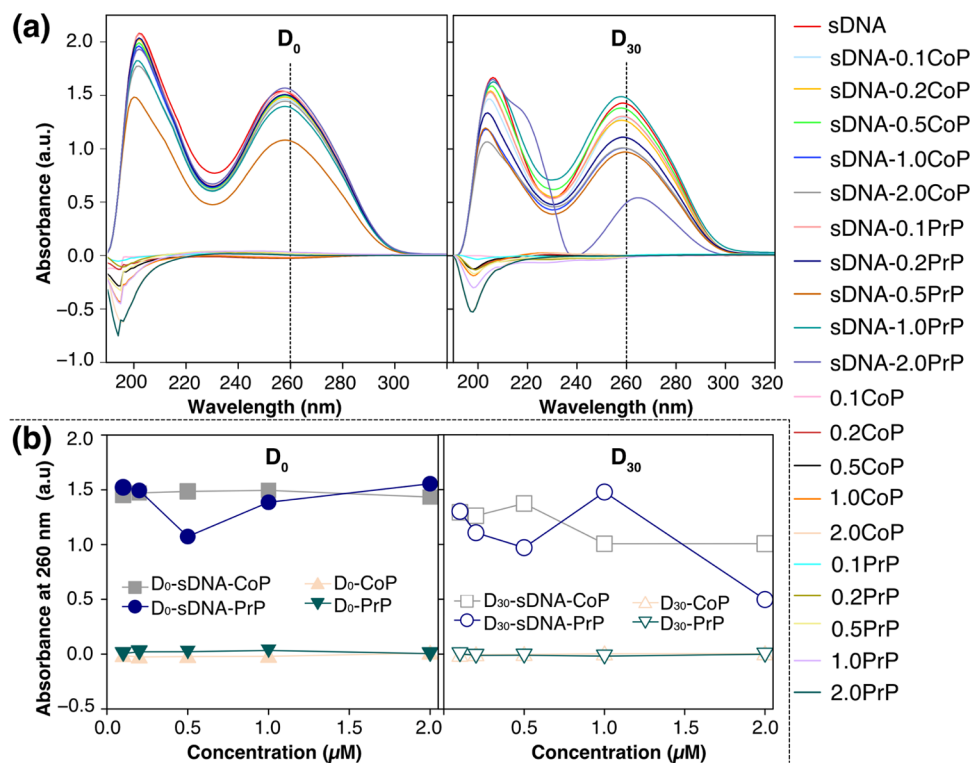 (a)
D0
D30
2.0
1.5
1.0
0.5
0.0
−0.5
−1.0
Absorbance (a.u.)
200 220 240 260 280 300
200 220 240 260 280 300 320
Wavelength (nm)
Wavelength (nm)
sDNA
sDNA-0.1CoP
sDNA-0.2CoP
sDNA-0.5CoP
sDNA-1.0CoP
sDNA-2.0CoP
sDNA-0.1PrP
sDNA-0.2PrP
sDNA-0.5PrP
sDNA-1.0PrP
sDNA-2.0PrP
0.1CoP
0.2CoP
0.5CoP
1.0CoP
2.0CoP
0.1PrP
0.2PrP
0.5PrP
1.0PrP
2.0PrP
(b)
D0
D30
2.0
1.5
1.0
0.5
0.0
−0.5
Absorbance at 260 nm (a.u)
D0-sDNA-CoP
D0-sDNA-PrP
D0-CoP
D0-PrP
D30-sDNA-CoP
D30-sDNA-PrP
D30-CoP
D30-PrP
0.0 0.5 1.0 1.5 2.0
0.5 1.0 1.5 2.0
Concentration (µM)
Concentration (µM)